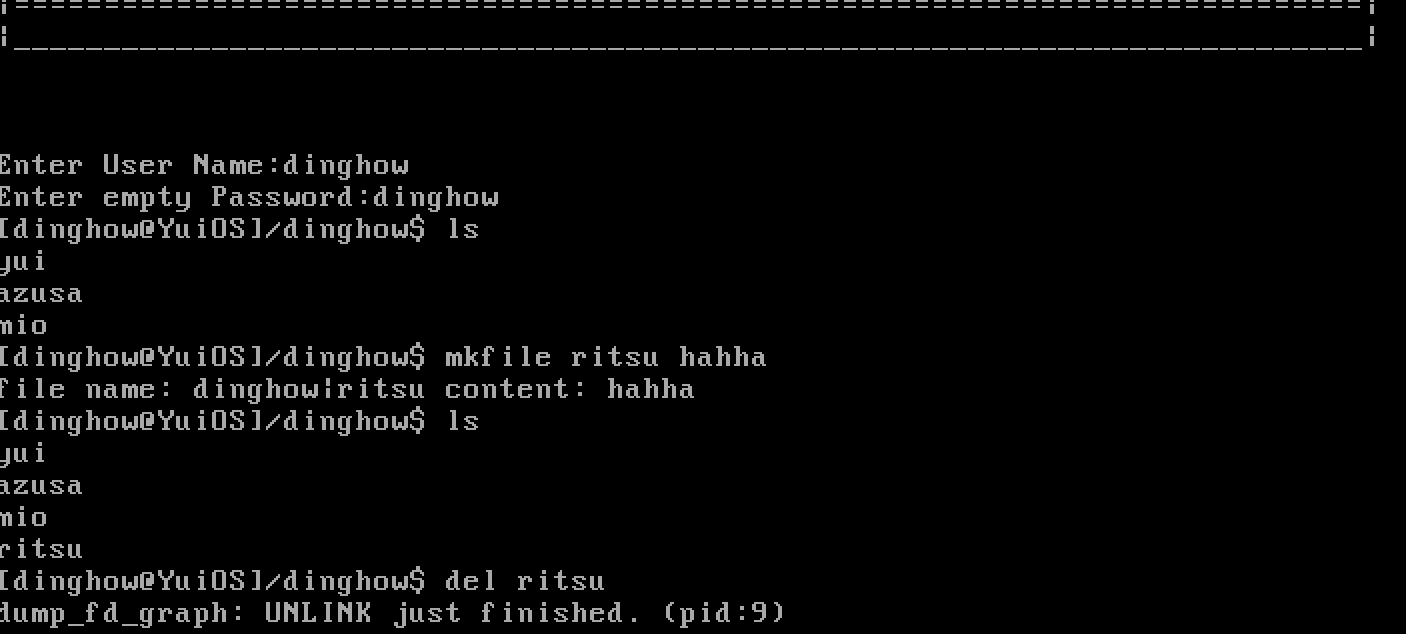 Enter User Name:dinghow
Enter empty Password:dinghow
[dinghow@YuiOS]/dinghow$ ls
yui
azusa
mio
[dinghow@YuiOS]/dinghow$ mkfile ritsu hahha
file name: dinghow|ritsu content: hahha
[dinghow@YuiOS]/dinghow$ ls
yui
azusa
mio
ritsu
[dinghow@YuiOS]/dinghow$ del ritsu
dump_fd_graph: UNLINK just finished. (pid:9)